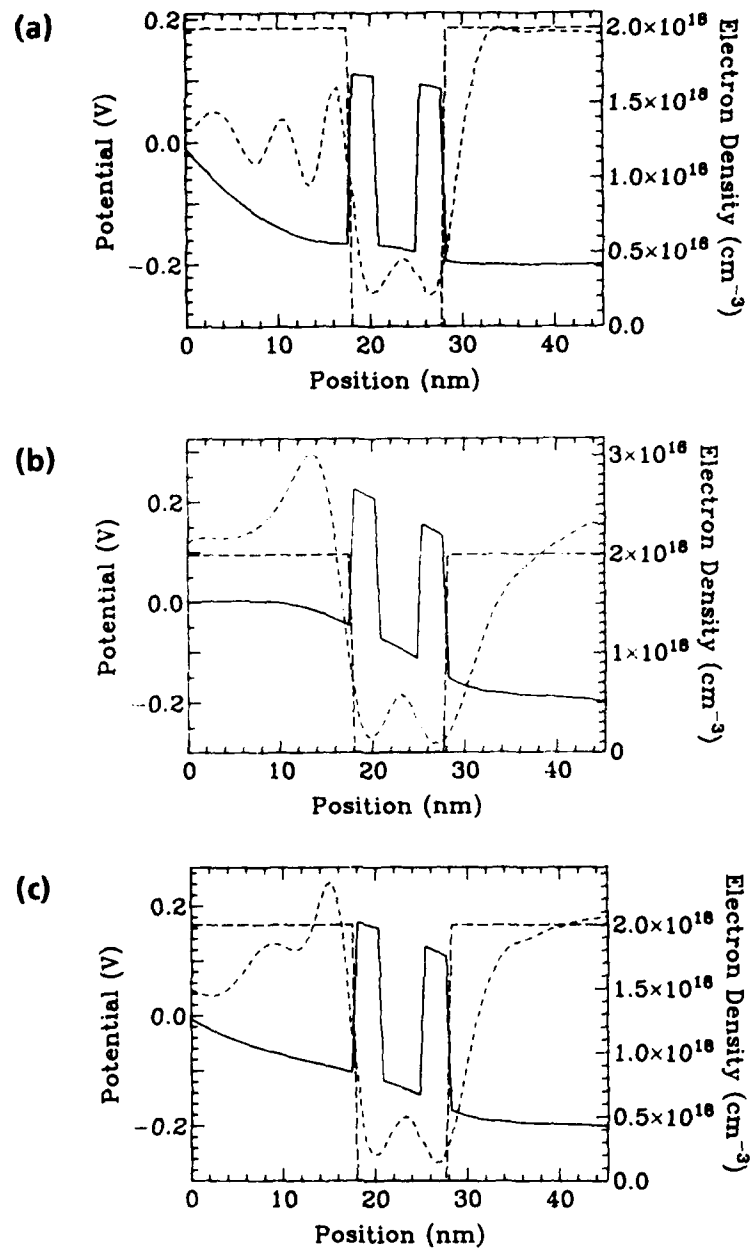 (a)
0.2
0.0
−0.2
Potential (V)
2.0×10¹⁸
1.5×10¹⁸
1.0×10¹⁸
0.5×10¹⁸
0.0
Electron Density (cm⁻³)
0 10 20 30 40
Position (nm)
(b)
0.2
0.0
−0.2
Potential (V)
3×10¹⁸
2×10¹⁸
1×10¹⁸
0
Electron Density (cm⁻³)
0 10 20 30 40
Position (nm)
(c)
0.2
0.0
−0.2
Potential (V)
2.0×10¹⁸
1.5×10¹⁸
1.0×10¹⁸
0.5×10¹⁸
0.0
Electron Density (cm⁻³)
0 10 20 30 40
Position (nm)